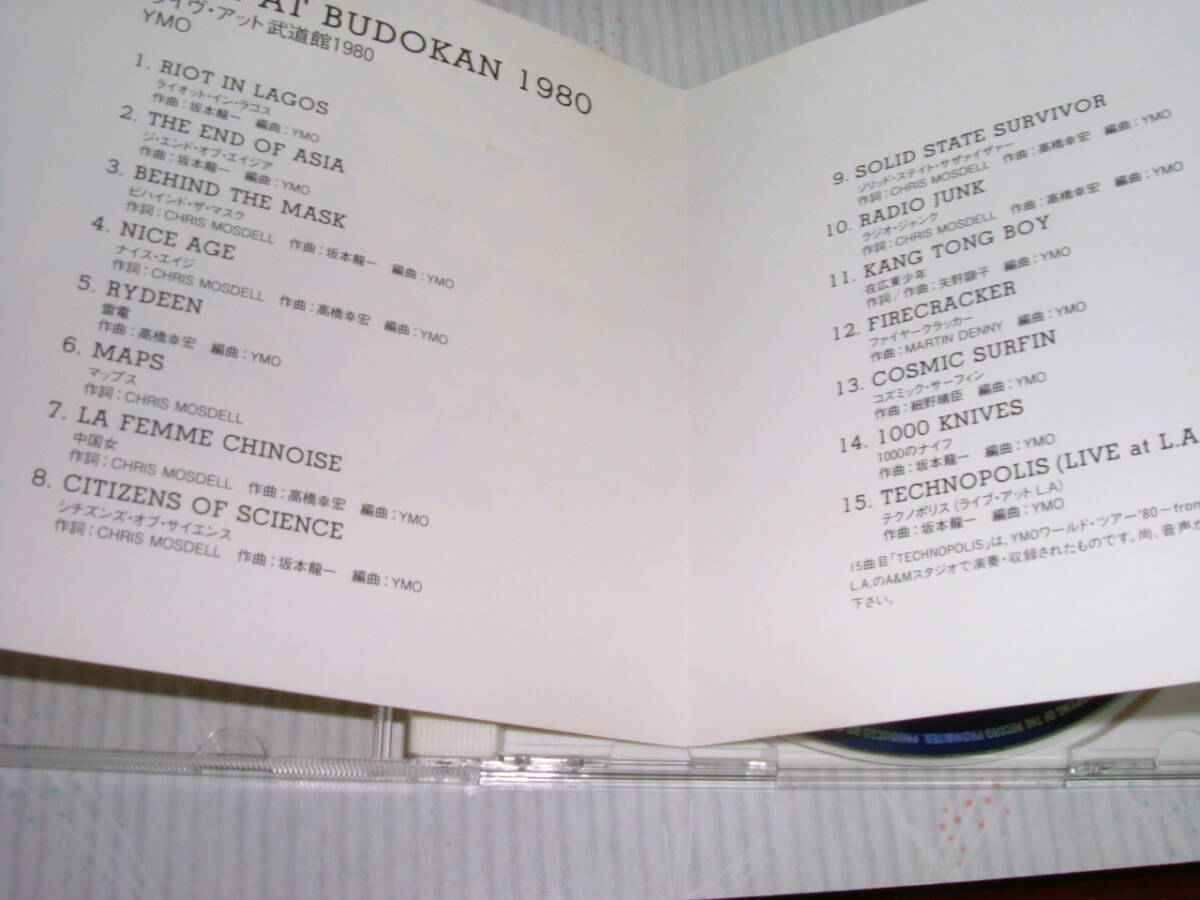 AT BUDOKAN 1980
ライヴ・アット武道館1980
YMO
1. RIOT IN LAGOS
ライオット・イン・ラゴス
作曲：坂本龍一　編曲：YMO
2. THE END OF ASIA
ジ・エンド・オブ・エイジア
作曲：坂本龍一　編曲：YMO
3. BEHIND THE MASK
ビハインド・ザ・マスク
作詞：CHRIS MOSDELL　作曲：坂本龍一　編曲：YMO
4. NICE AGE
ナイス・エイジ
作詞：CHRIS MOSDELL　作曲：高橋幸宏　編曲：YMO
5. RYDEEN
雷電
作曲：高橋幸宏　編曲：YMO
6. MAPS
マップス
作詞：CHRIS MOSDELL
7. LA FEMME CHINOISE
中国女
作詞：CHRIS MOSDELL　作曲：高橋幸宏　編曲：YMO
8. CITIZENS OF SCIENCE
シチズンズ・オブ・サイエンス
作詞：CHRIS MOSDELL　作曲：坂本龍一　編曲：YMO
9. SOLID STATE SURVIVOR
ソリッド・ステイト・サヴァイヴァー
作詞：CHRIS MOSDELL　作曲：高橋幸宏　編曲：YMO
10. RADIO JUNK
ラジオ・ジャンク
作詞：CHRIS MOSDELL　作曲：高橋幸宏　編曲：YMO
11. KANG TONG BOY
在広東少年
作詞/作曲：矢野顕子　編曲：YMO
12. FIRECRACKER
ファイヤークラッカー
作曲：MARTIN DENNY　編曲：YMO
13. COSMIC SURFIN
コズミック・サーフィン
作曲：細野晴臣　編曲：YMO
14. 1000 KNIVES
1000のナイフ
作曲：坂本龍一　編曲：YMO
15. TECHNOPOLIS (LIVE at L.A
テクノポリス（ライブ・アットL.A）
作曲：坂本龍一　編曲：YMO
15曲目「TECHNOPOLIS」は、YMOワールド・ツアー'80～from
L.A.のA&Mスタジオで演奏・収録されたものです。尚、音声
下さい。
OF THE RECORD PROHIBITED PRODUCED